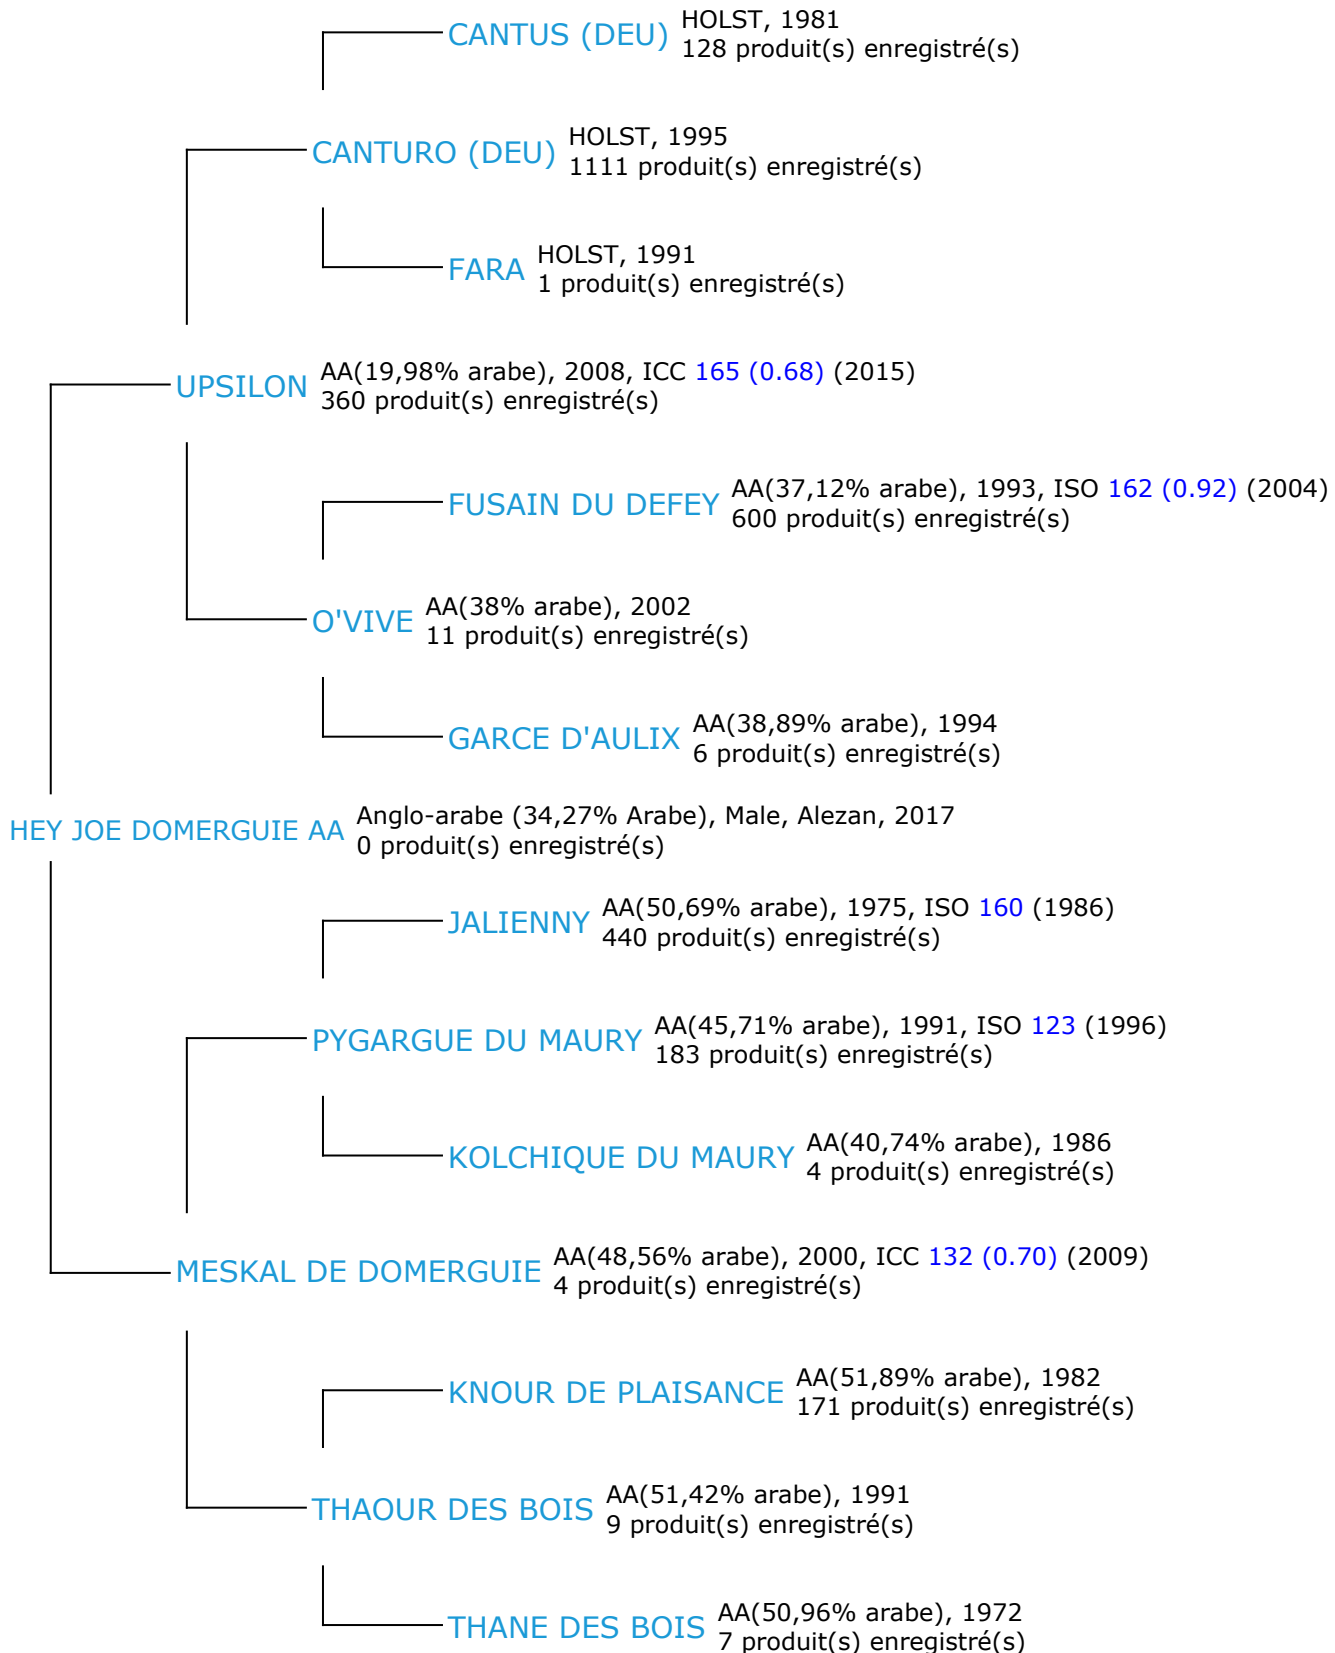 CANTUS (DEU)
HOLST, 1981
128 produit(s) enregistré(s)
CANTURO (DEU)
HOLST, 1995
1111 produit(s) enregistré(s)
FARA
HOLST, 1991
1 produit(s) enregistré(s)
UPSILON
AA(19,98% arabe), 2008, ICC 165 (0.68) (2015)
360 produit(s) enregistré(s)
FUSAIN DU DEFEY
AA(37,12% arabe), 1993, ISO 162 (0.92) (2004)
600 produit(s) enregistré(s)
O'VIVE
AA(38% arabe), 2002
11 produit(s) enregistré(s)
GARCE D'AULIX
AA(38,89% arabe), 1994
6 produit(s) enregistré(s)
HEY JOE DOMERGUIE AA
Anglo-arabe (34,27% Arabe), Male, Alezan, 2017
0 produit(s) enregistré(s)
JALIENNY
AA(50,69% arabe), 1975, ISO 160 (1986)
440 produit(s) enregistré(s)
PYGARGUE DU MAURY
AA(45,71% arabe), 1991, ISO 123 (1996)
183 produit(s) enregistré(s)
KOLCHIQUE DU MAURY
AA(40,74% arabe), 1986
4 produit(s) enregistré(s)
MESKAL DE DOMERGUIE
AA(48,56% arabe), 2000, ICC 132 (0.70) (2009)
4 produit(s) enregistré(s)
KNOUR DE PLAISANCE
AA(51,89% arabe), 1982
171 produit(s) enregistré(s)
THAOUR DES BOIS
AA(51,42% arabe), 1991
9 produit(s) enregistré(s)
THANE DES BOIS
AA(50,96% arabe), 1972
7 produit(s) enregistré(s)